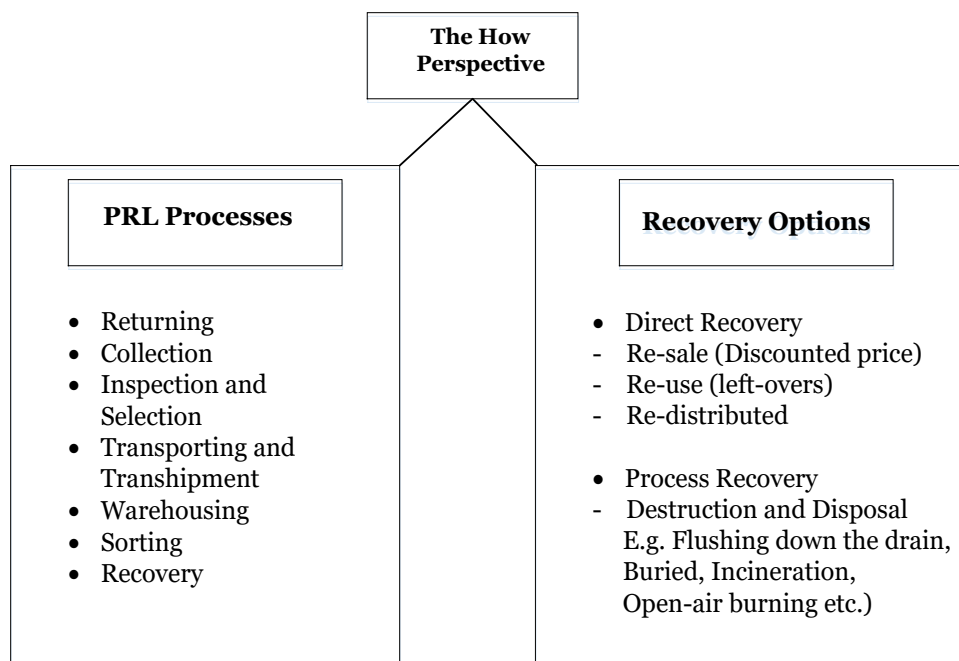 The How
Perspective
PRL Processes
• Returning
• Collection
• Inspection and
Selection
• Transporting and
Transhipment
• Warehousing
• Sorting
• Recovery
Recovery Options
• Direct Recovery
- Re-sale (Discounted price)
- Re-use (left-overs)
- Re-distributed
• Process Recovery
- Destruction and Disposal
E.g. Flushing down the drain,
Buried, Incineration,
Open-air burning etc.)